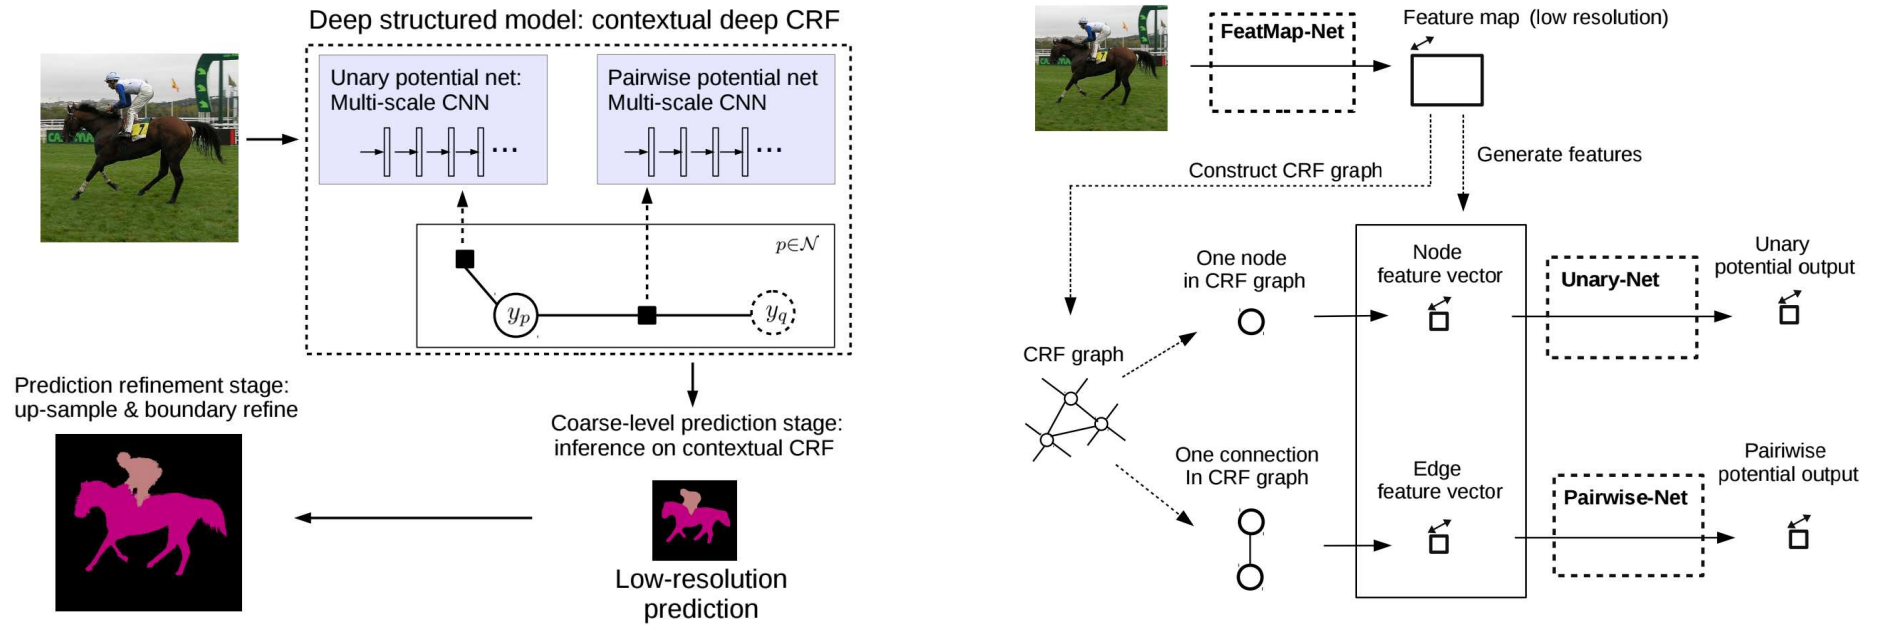 Deep structured model: contextual deep CRF
Unary potential net:
Multi-scale CNN
...
Pairwise potential net
Multi-scale CNN
...
p∈𝒩
y_p
y_q
Prediction refinement stage:
up-sample & boundary refine
Coarse-level prediction stage:
inference on contextual CRF
Low-resolution
prediction
FeatMap-Net
Feature map (low resolution)
Construct CRF graph
Generate features
CRF graph
One node
in CRF graph
Node
feature vector
Unary-Net
Unary
potential output
One connection
In CRF graph
Edge
feature vector
Pairwise-Net
Pairiwise
potential output